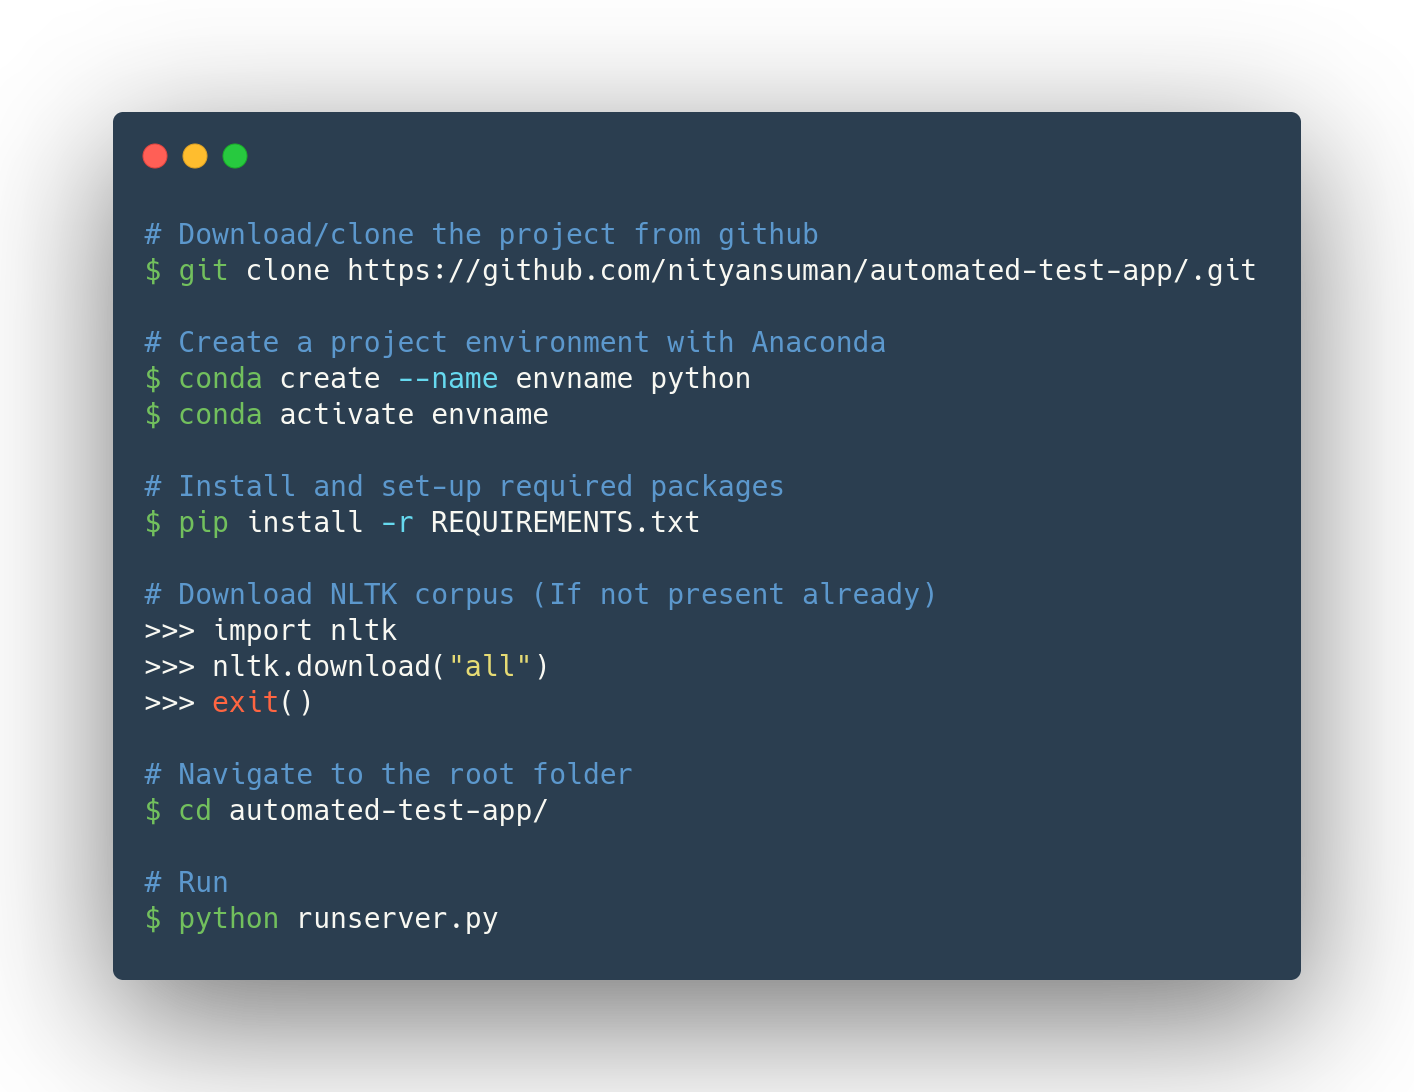 # Download/clone the project from github
$ git clone https://github.com/nityansuman/automated-test-app/.git
# Create a project environment with Anaconda
$ conda create --name envname python
$ conda activate envname
# Install and set-up required packages
$ pip install -r REQUIREMENTS.txt
# Download NLTK corpus (If not present already)
>>> import nltk
>>> nltk.download("all")
>>> exit()
# Navigate to the root folder
$ cd automated-test-app/
# Run
$ python runserver.py